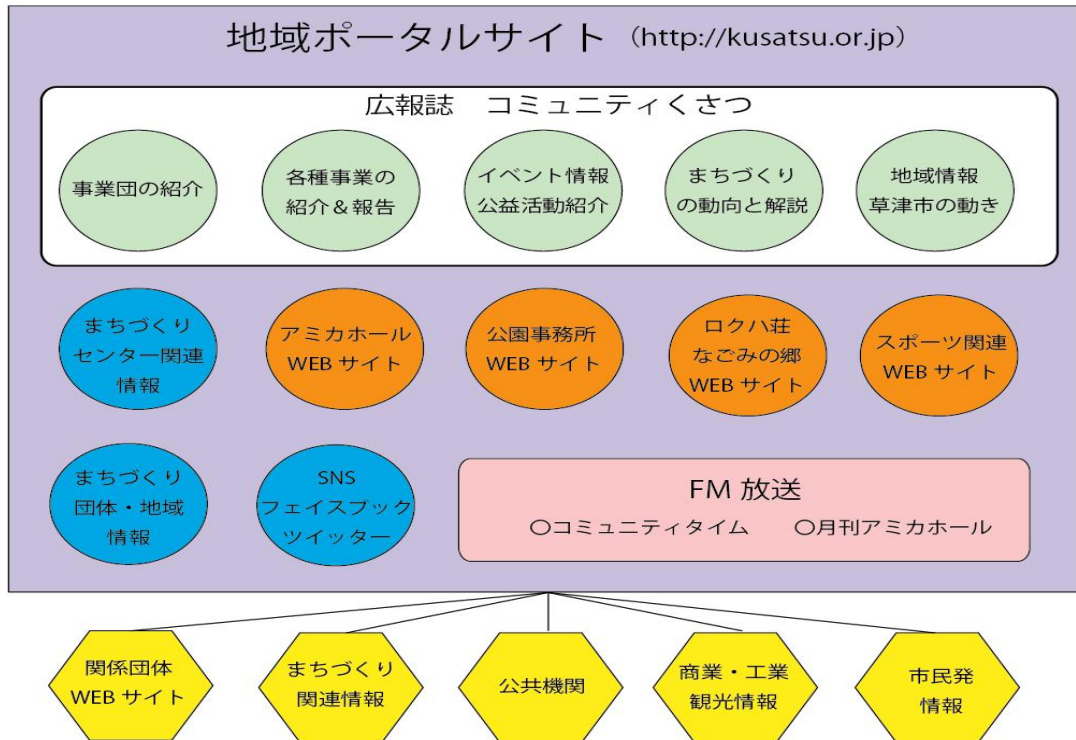 地域ポータルサイト（http://kusatsu.or.jp）
広報誌　コミュニティくさつ
事業団の紹介
各種事業の
紹介＆報告
イベント情報
公益活動紹介
まちづくり
の動向と解説
地域情報
草津市の動き
まちづくり
センター関連
情報
アミカホール
WEB サイト
公園事務所
WEB サイト
ロクハ荘
なごみの郷
WEB サイト
スポーツ関連
WEB サイト
まちづくり
団体・地域
情報
SNS
フェイスブック
ツイッター
FM 放送
○コミュニティタイム　○月刊アミカホール
関係団体
WEB サイト
まちづくり
関連情報
公共機関
商業・工業
観光情報
市民発
情報